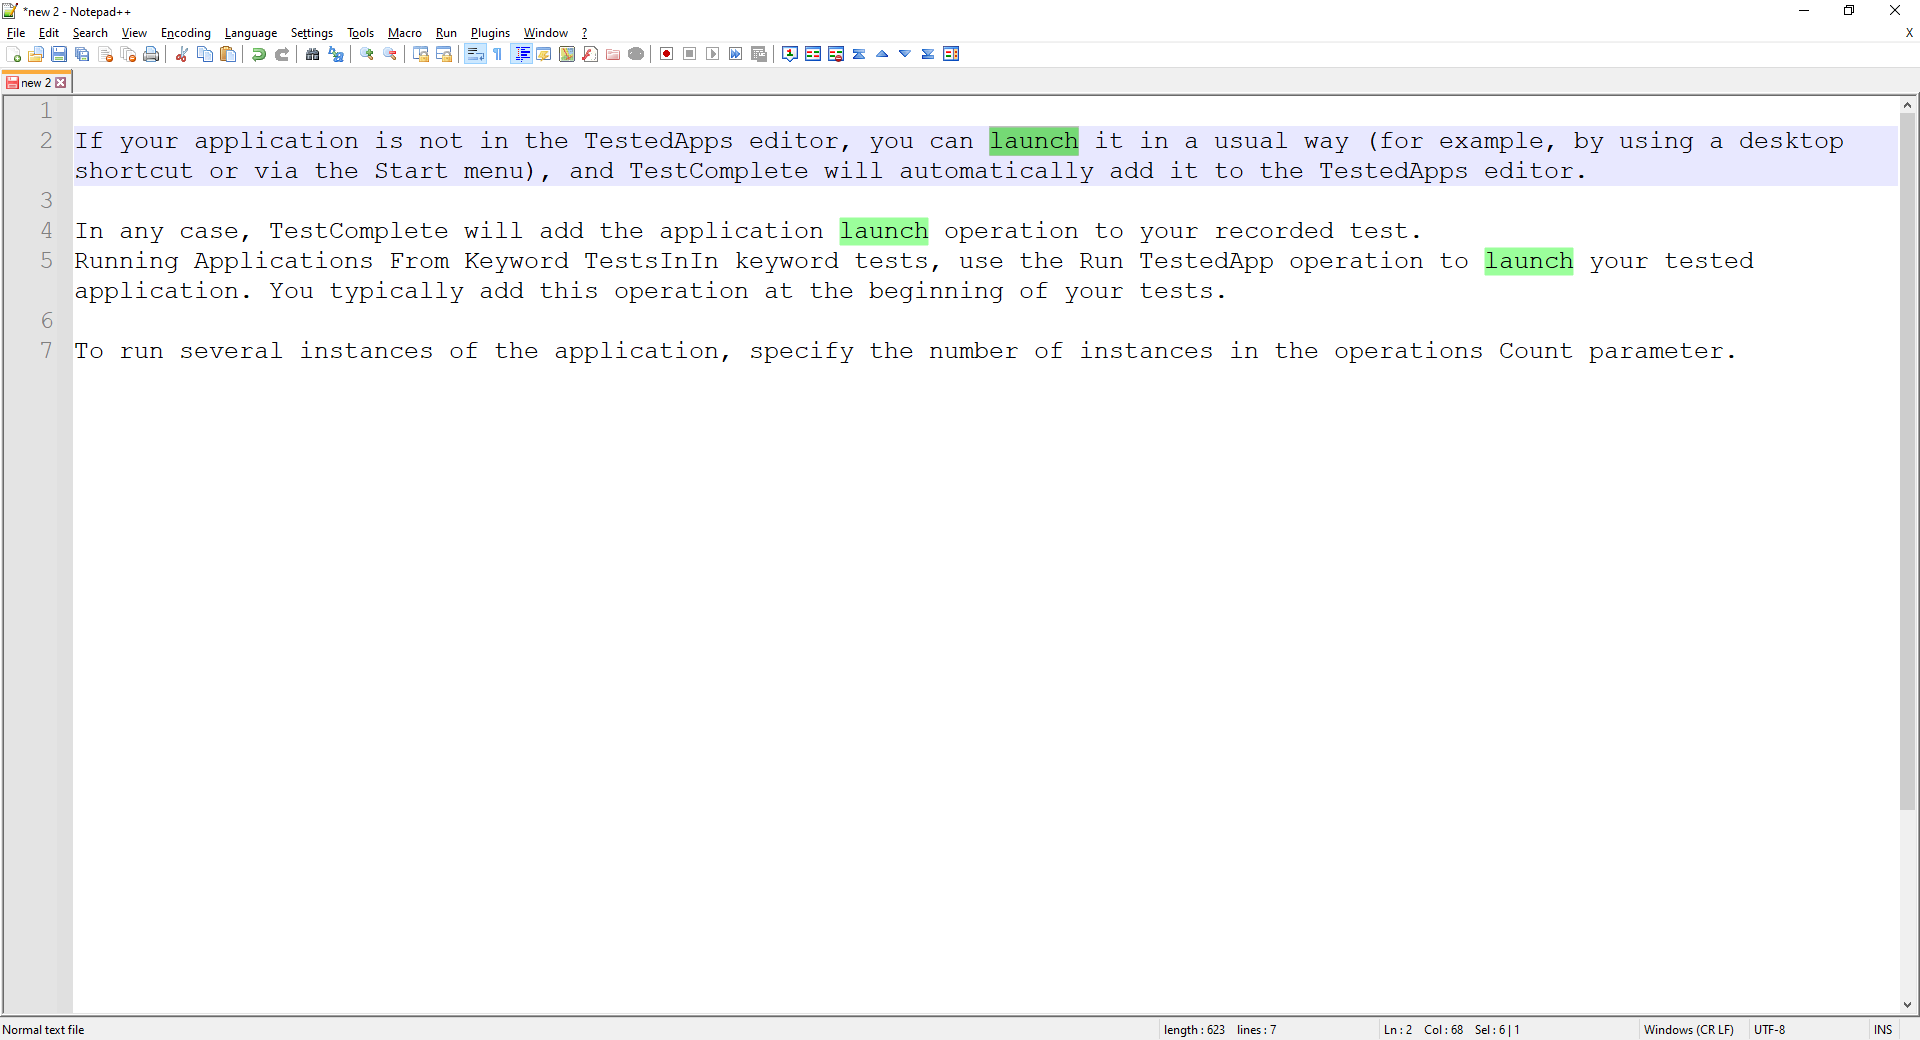 *new 2 - Notepad++
File Edit Search View Encoding Language Settings Tools Macro Run Plugins Window ? X
new 2
1
2 If your application is not in the TestedApps editor, you can launch it in a usual way (for example, by using a desktop
shortcut or via the Start menu), and TestComplete will automatically add it to the TestedApps editor.
3
4 In any case, TestComplete will add the application launch operation to your recorded test.
5 Running Applications From Keyword TestsInIn keyword tests, use the Run TestedApp operation to launch your tested
application. You typically add this operation at the beginning of your tests.
6
7 To run several instances of the application, specify the number of instances in the operations Count parameter.
Normal text file length : 623 lines : 7 Ln : 2 Col : 68 Sel : 6 | 1 Windows (CR LF) UTF-8 INS